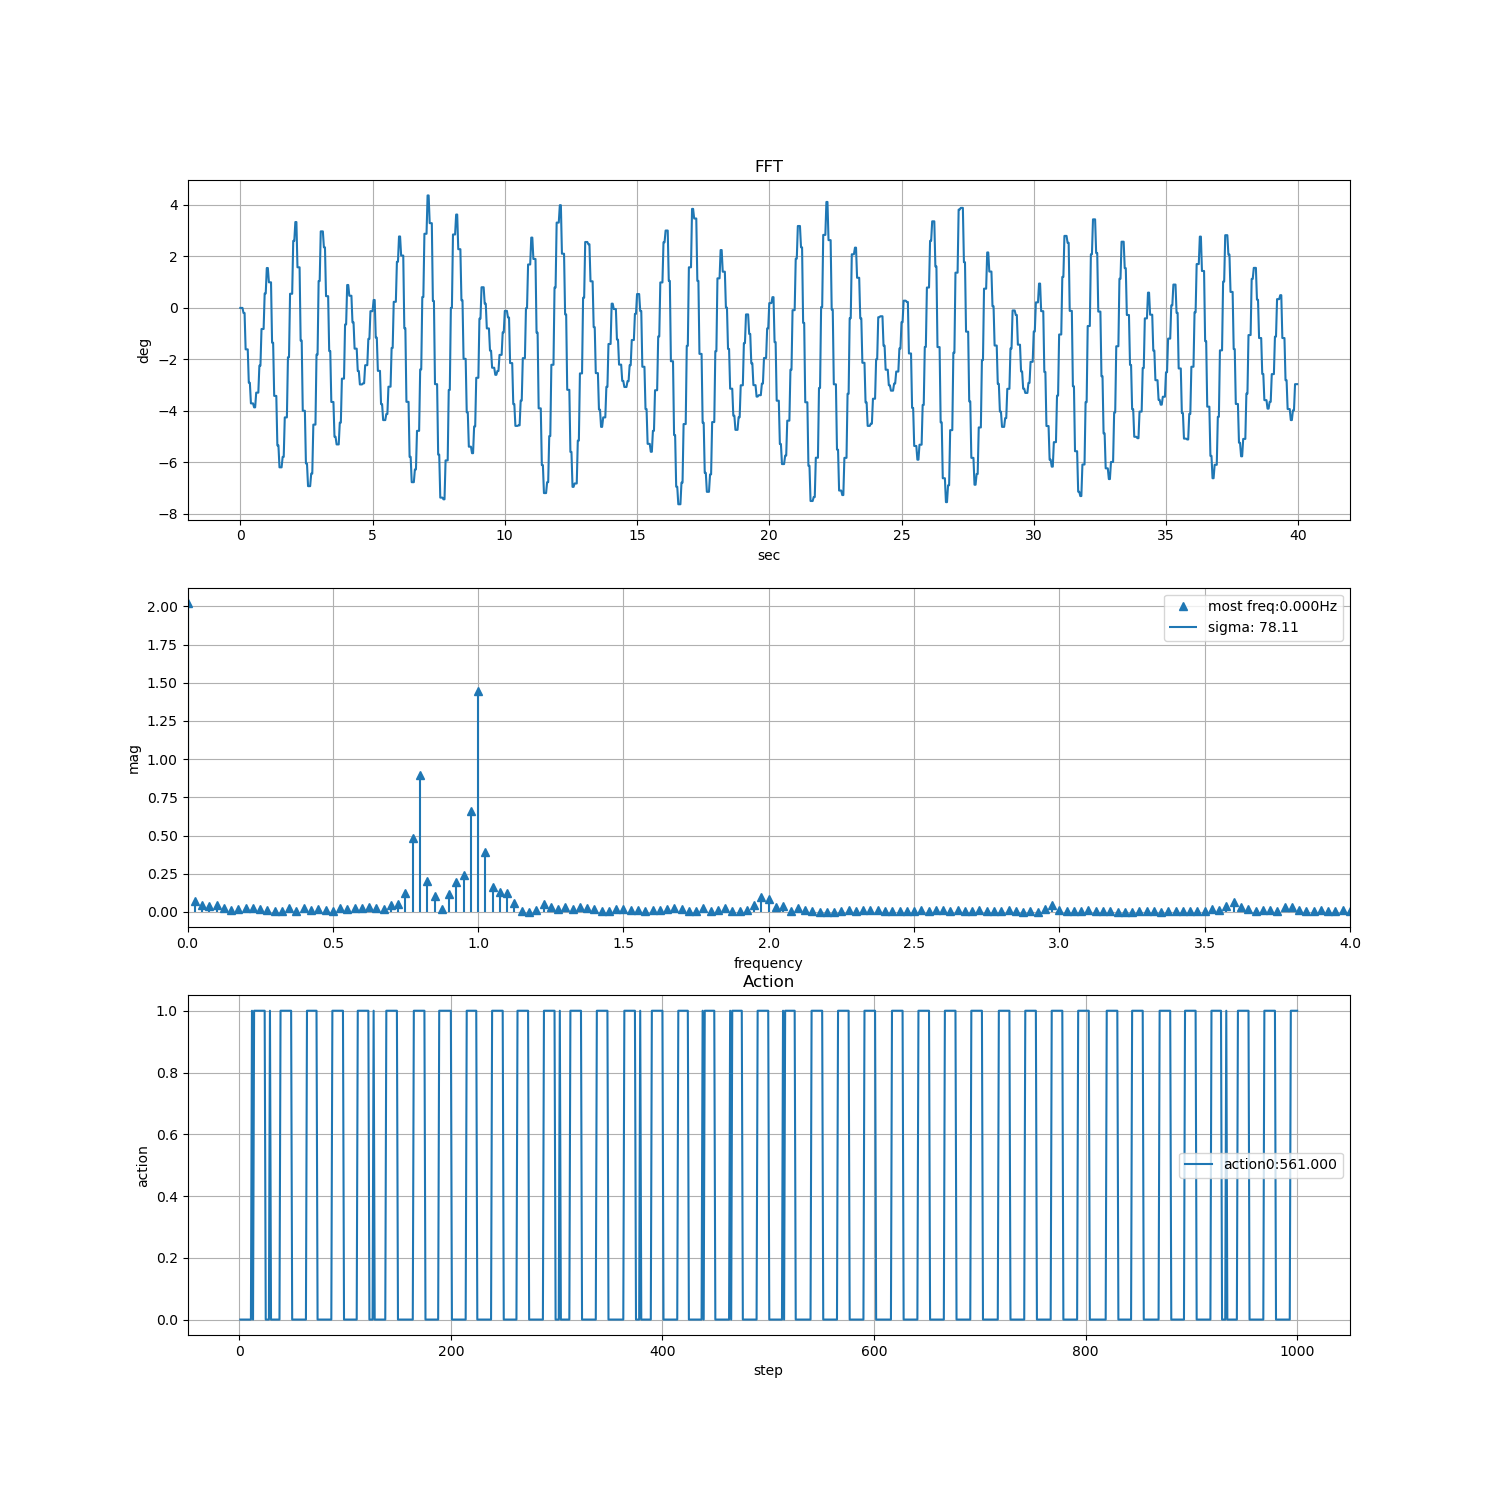 FFT
4
2
0
−2
−4
−6
−8
deg
0 5 10 15 20 25 30 35 40
sec
2.00
1.75
1.50
1.25
1.00
0.75
0.50
0.25
0.00
mag
most freq:0.000Hz
sigma: 78.11
0.0 0.5 1.0 1.5 2.0 2.5 3.0 3.5 4.0
frequency
Action
1.0
0.8
0.6
0.4
0.2
0.0
action
action0:561.000
0 200 400 600 800 1000
step